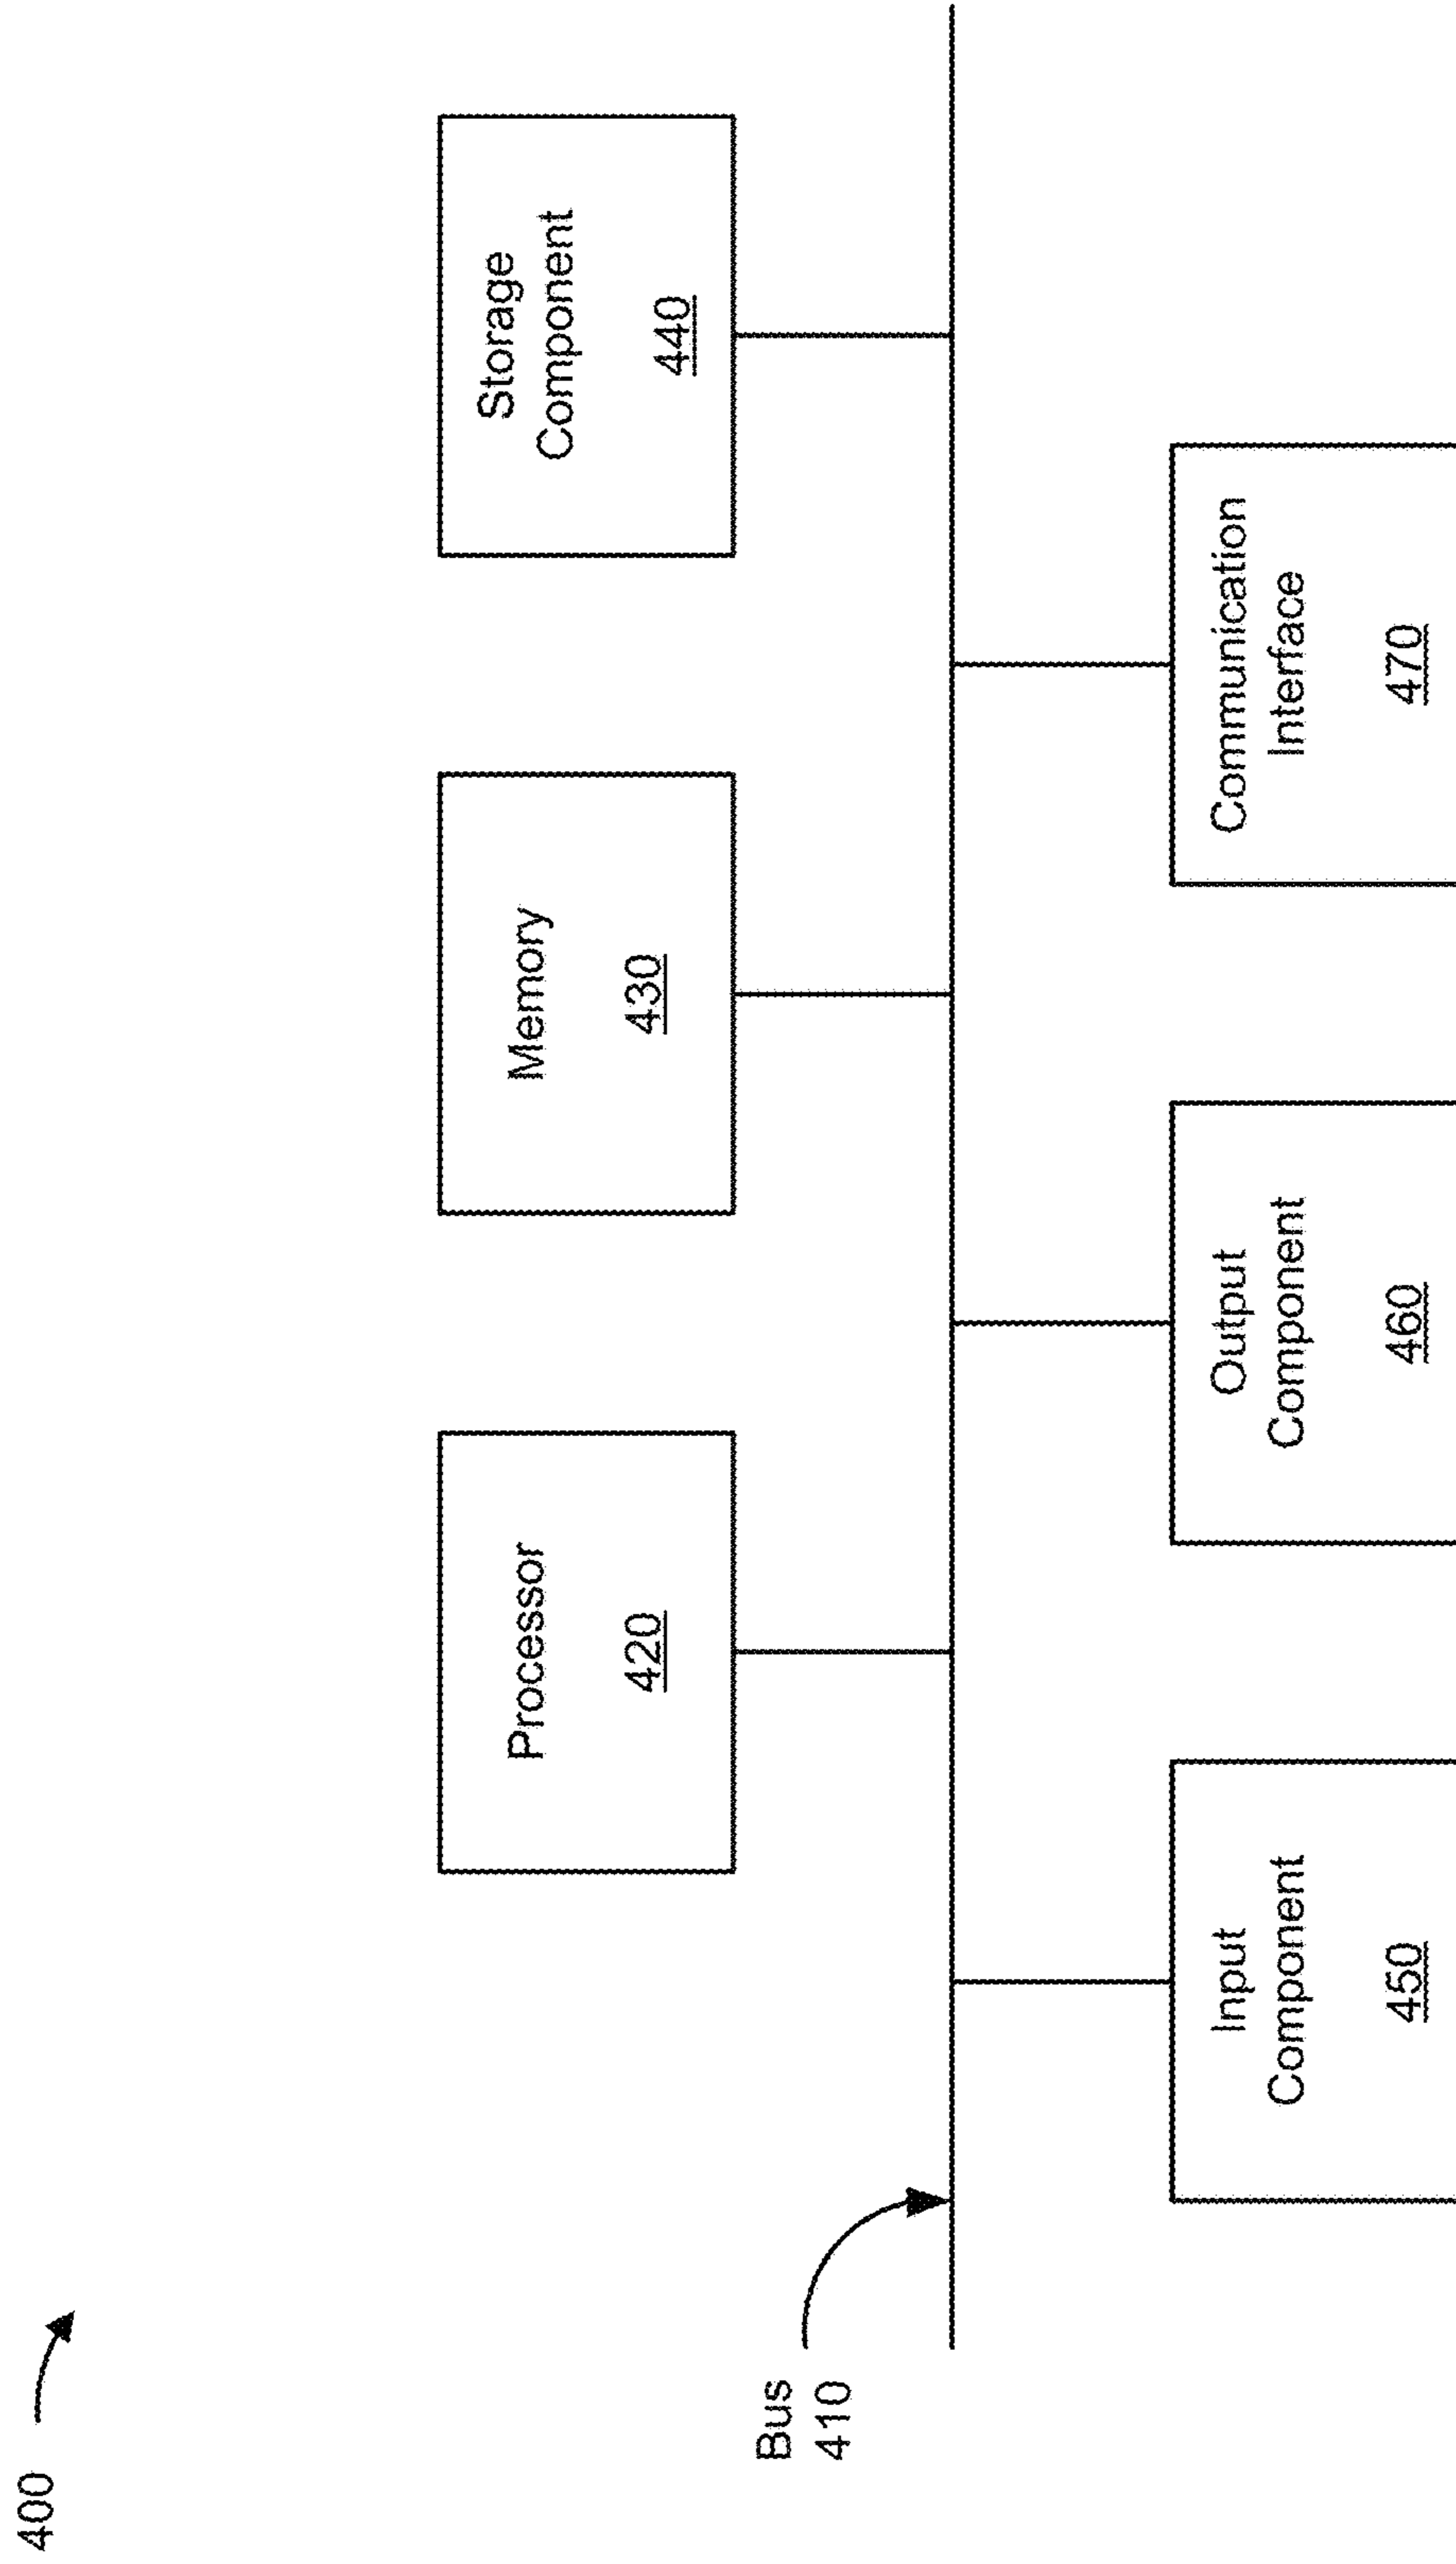 400
Bus
410
Processor
420
Memory
430
Storage
Component
440
Input
Component
450
Output
Component
460
Communication
Interface
470